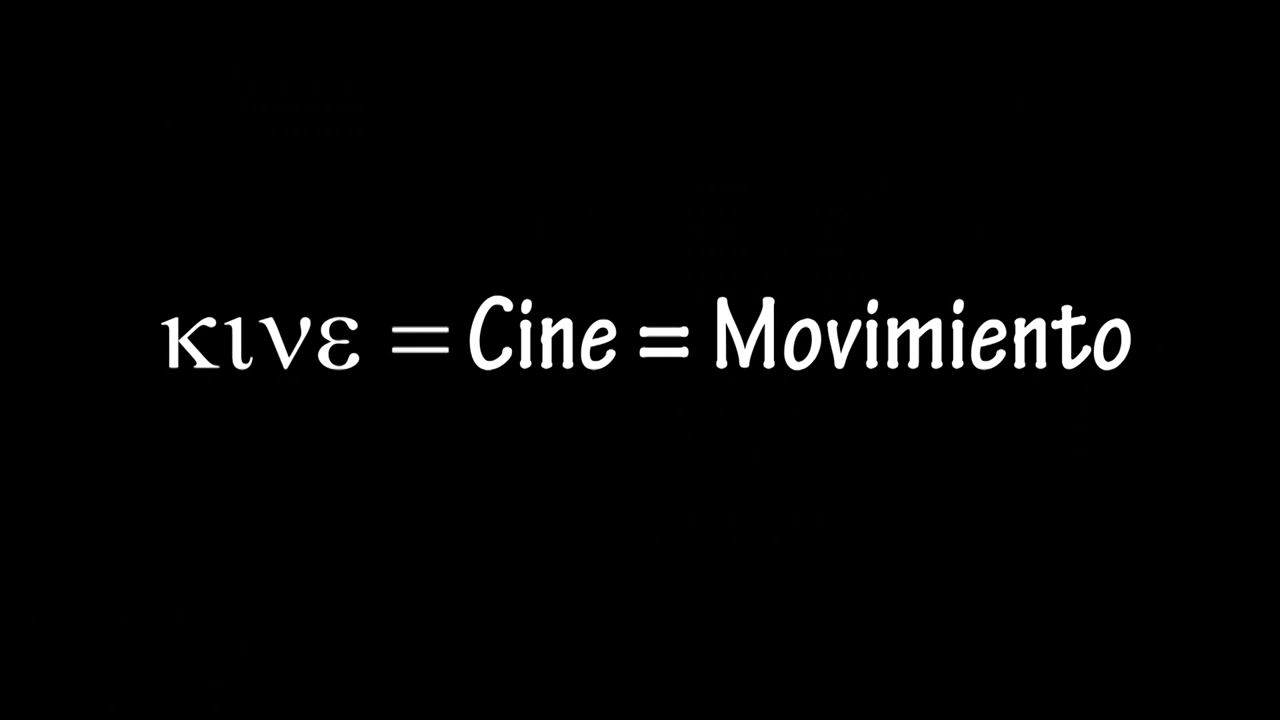 κινε = Cine = Movimiento